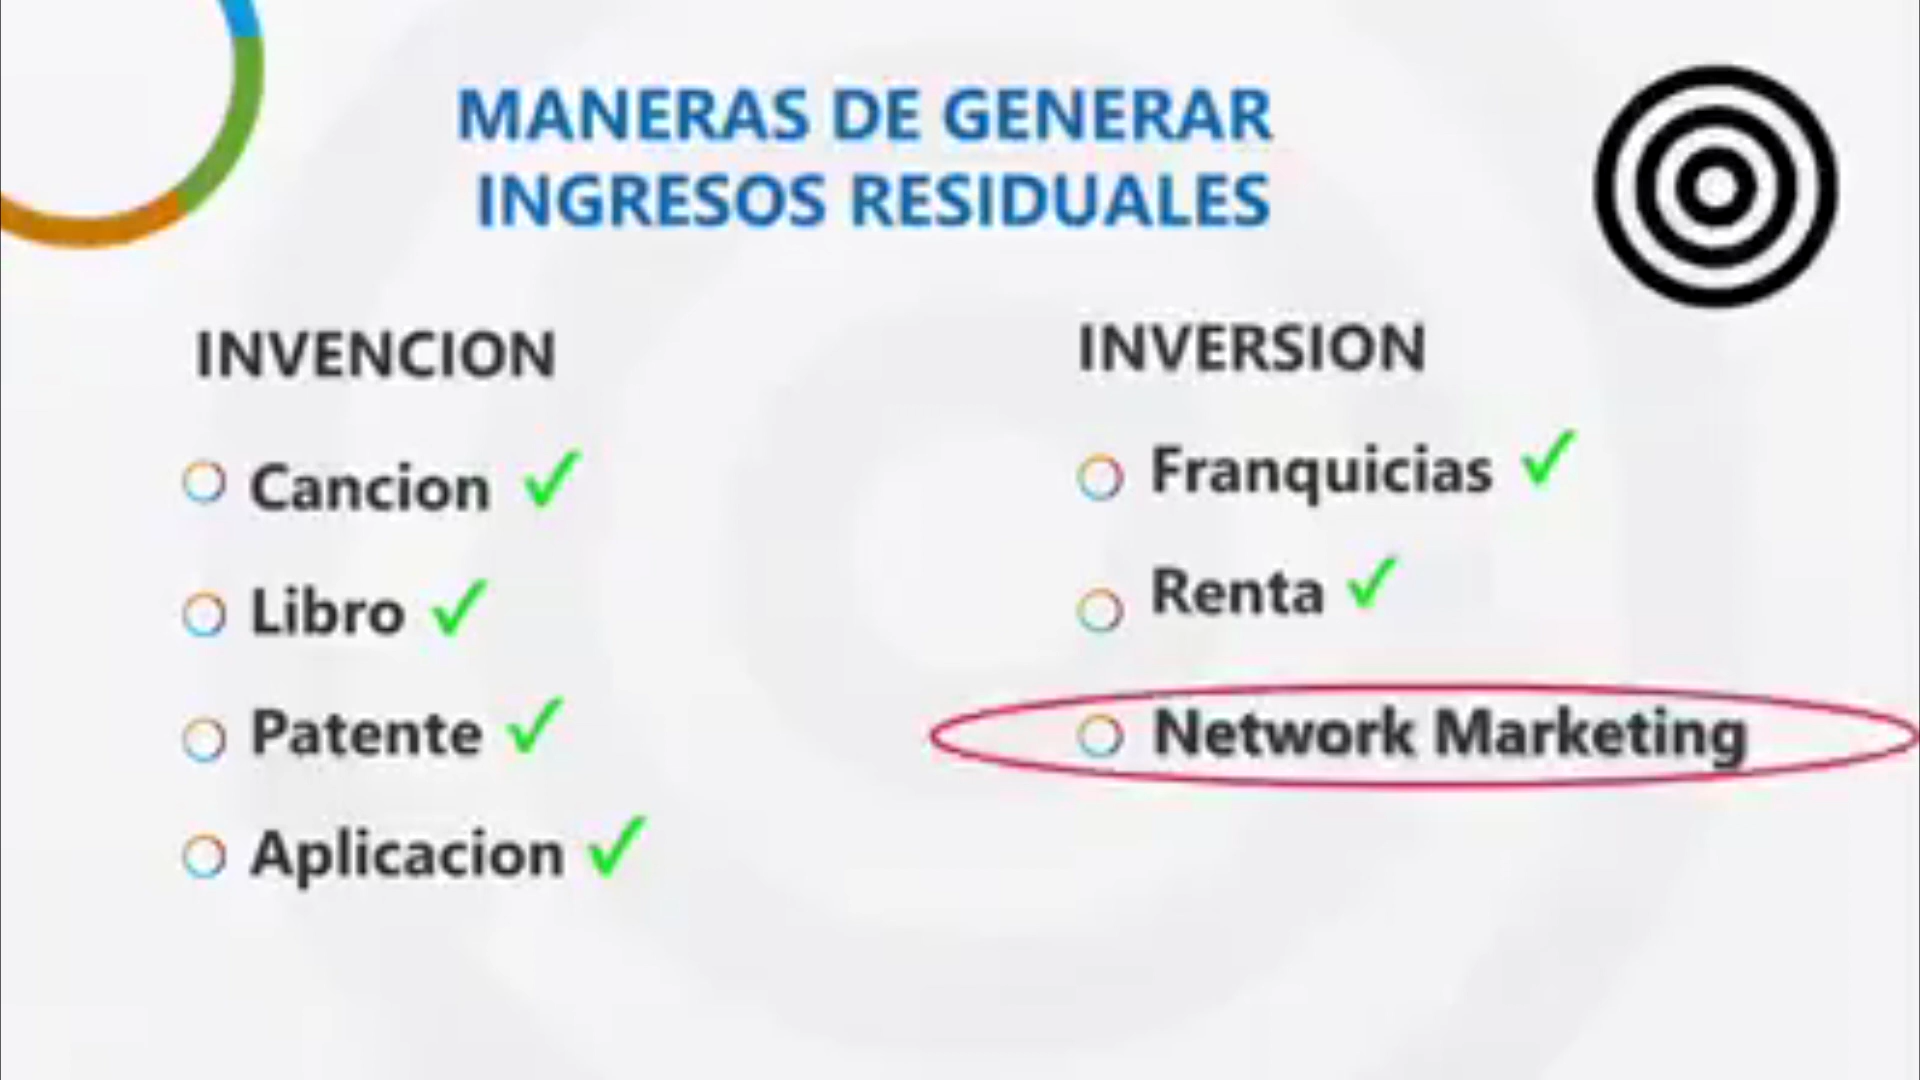 MANERAS DE GENERAR
INGRESOS RESIDUALES
INVENCION
Cancion
Libro
Patente
Aplicacion
INVERSION
Franquicias
Renta
Network Marketing